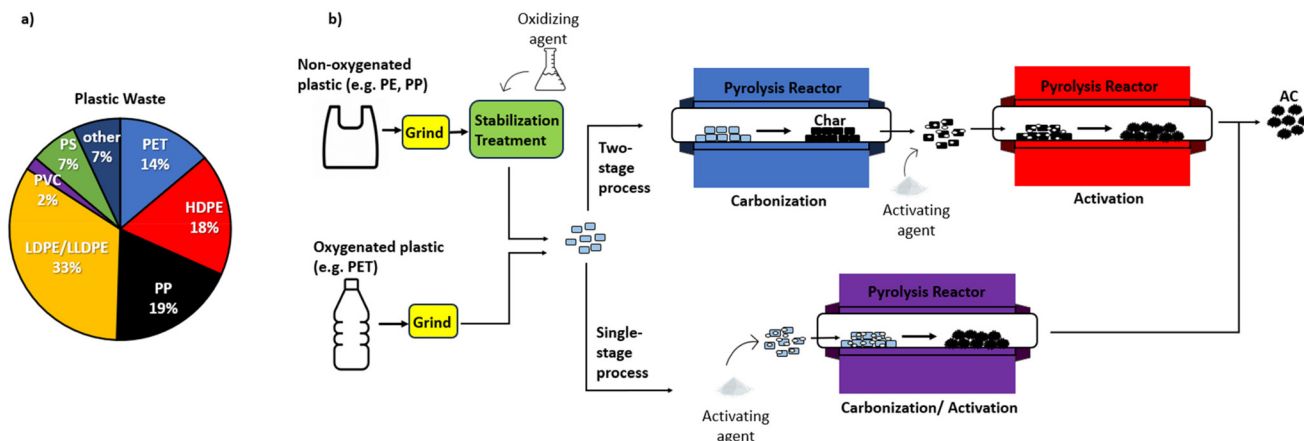 a)
Plastic Waste
other
7%
PET
14%
HDPE
18%
PP
19%
LDPE/LLDPE
33%
PVC
2%
PS
7%
b)
Oxidizing
agent
Non-oxygenated
plastic (e.g. PE, PP)
Grind
Stabilization
Treatment
Oxygenated plastic
(e.g. PET)
Grind
Two-
stage
process
Pyrolysis Reactor
Char
Carbonization
Activating
agent
Pyrolysis Reactor
Activation
AC
Single-
stage
process
Activating
agent
Pyrolysis Reactor
Carbonization/ Activation